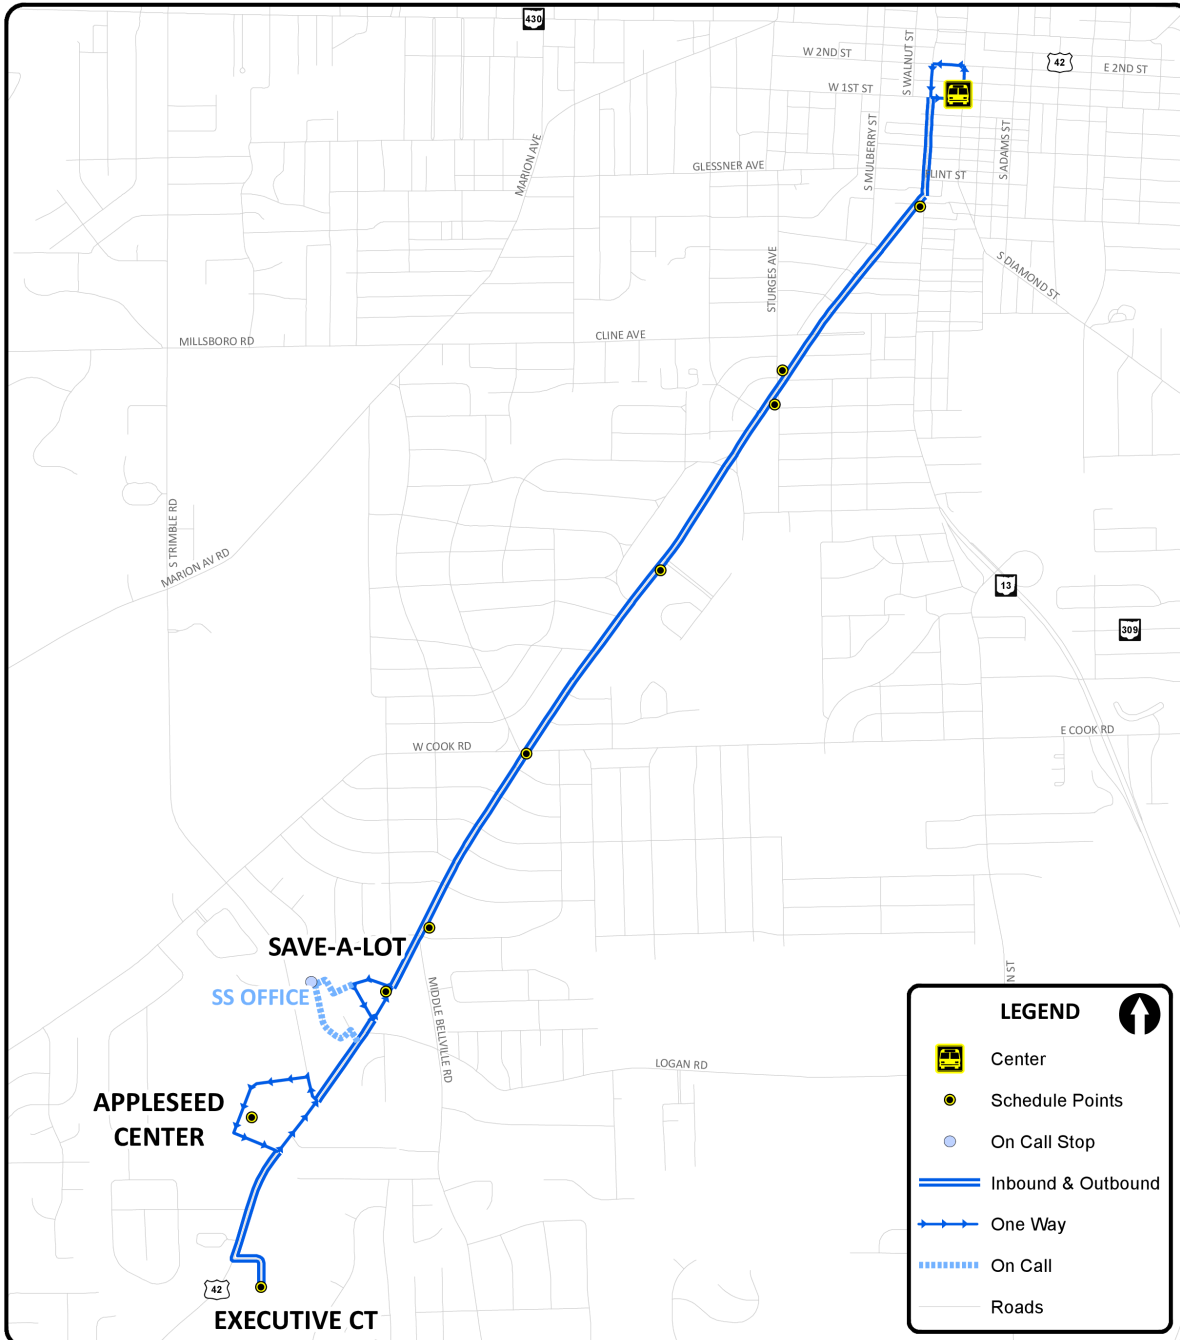 430
W 2ND ST
S WALNUT ST
42
E 2ND ST
W 1ST ST
MARION AVE
S MULBERRY ST
S ADAMS ST
GLESSNER AVE
FLINT ST
STURGES AVE
S DIAMOND ST
MILLSBORO RD
CLINE AVE
S TRIMBLE RD
MARION AV RD
13
309
W COOK RD
E COOK RD
SAVE-A-LOT
SS OFFICE
MIDDLE BELLVILLE RD
N ST
LOGAN RD
APPLESEED
CENTER
42
EXECUTIVE CT
LEGEND
Center
Schedule Points
On Call Stop
Inbound & Outbound
One Way
On Call
Roads